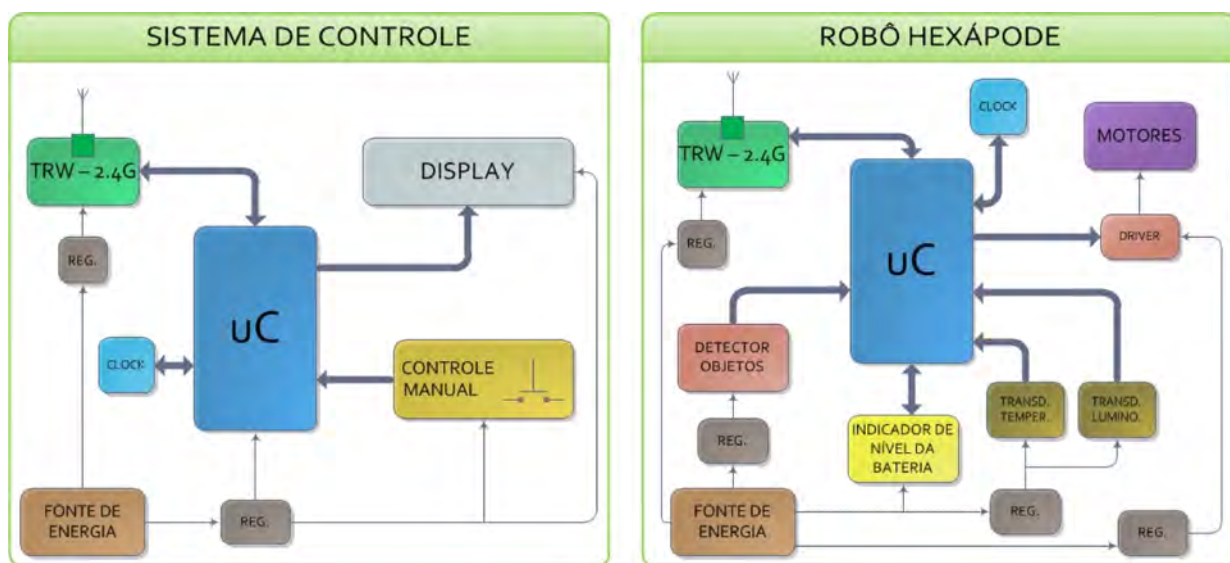 SISTEMA DE CONTROLE
TRW – 2.4G
DISPLAY
REG.
uC
CLOCK
CONTROLE
MANUAL
FONTE DE
ENERGIA
REG.
ROBÔ HEXÁPODE
CLOCK
TRW – 2.4G
MOTORES
REG.
uC
DRIVER
DETECTOR
OBJETOS
TRANSD.
TEMPER.
TRANSD.
LUMINO.
REG.
INDICADOR DE
NÍVEL DA
BATERIA
FONTE DE
ENERGIA
REG.
REG.